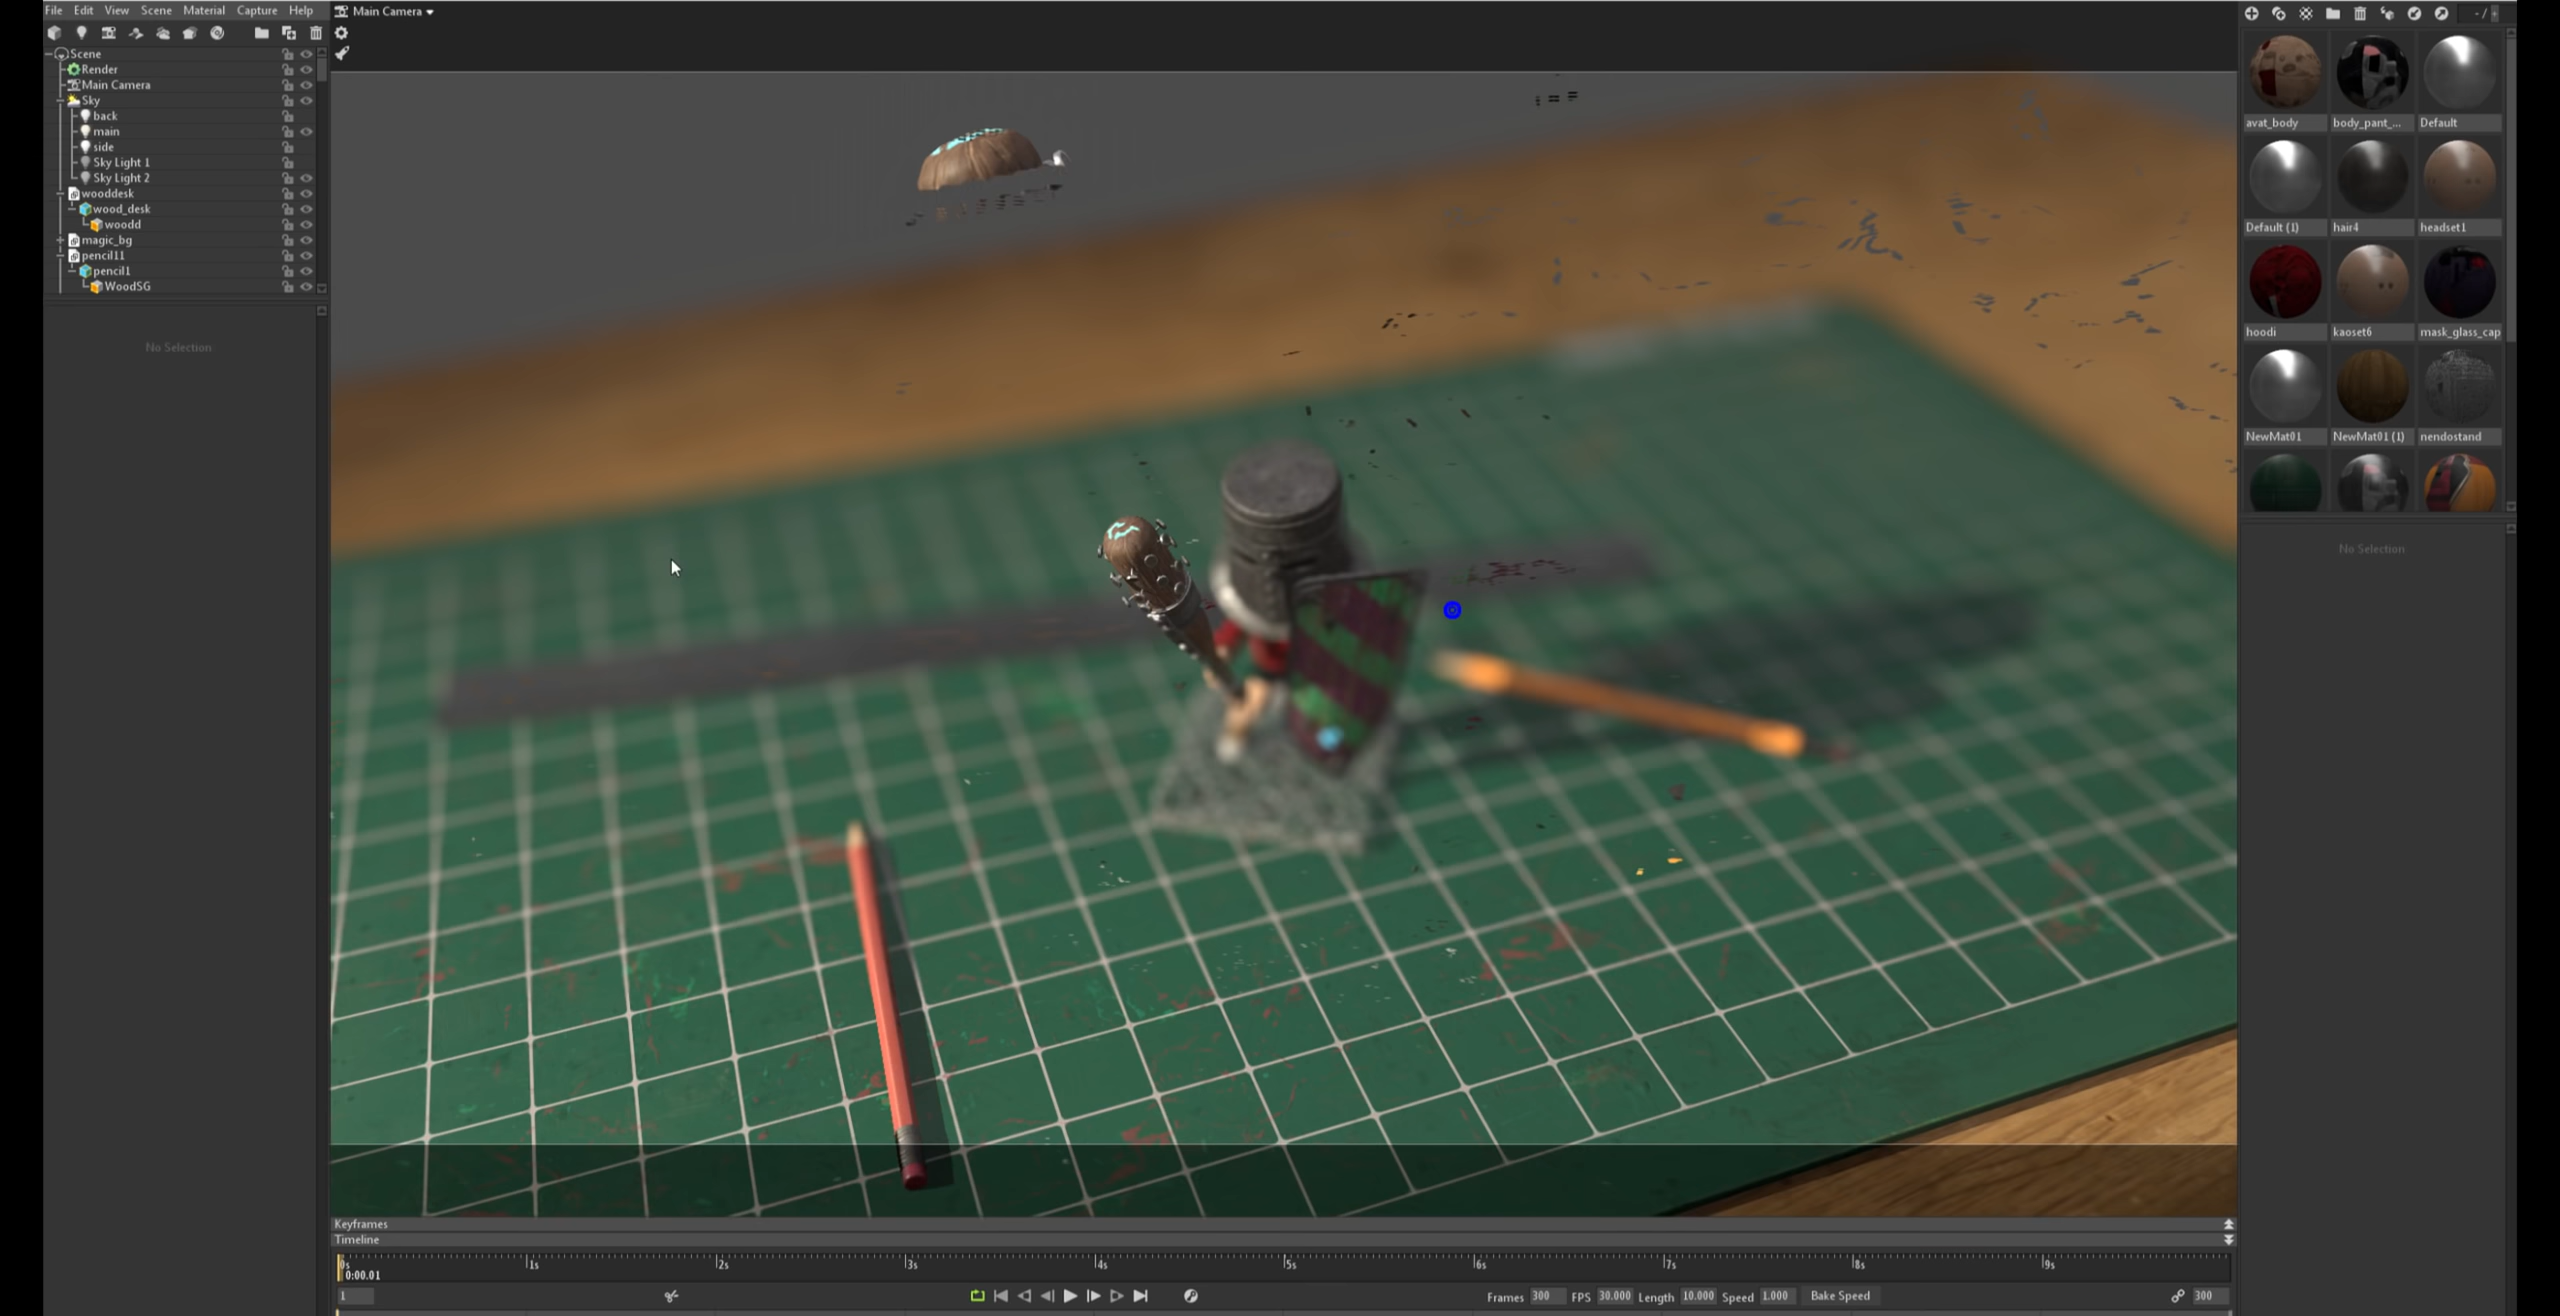 File Edit View Scene Material Capture Help
Main Camera
- /
Scene
Render
Main Camera
Sky
back
main
side
Sky Light 1
Sky Light 2
wooddesk
wood_desk
woodd
magic_bg
pencil11
pencil1
WoodSG
No Selection
avat_body body_pant_... Default
Default (1) hair4 headset1
hoodi kaoset6 mask_glass_cap
NewMat01 NewMat01 (1) nendostand
No Selection
Keyframes
Timeline
0s 1s 2s 3s 4s 5s 6s 7s 8s 9s
0:00.01
1 Frames 300 FPS 30.000 Length 10.000 Speed 1.000 Bake Speed 300